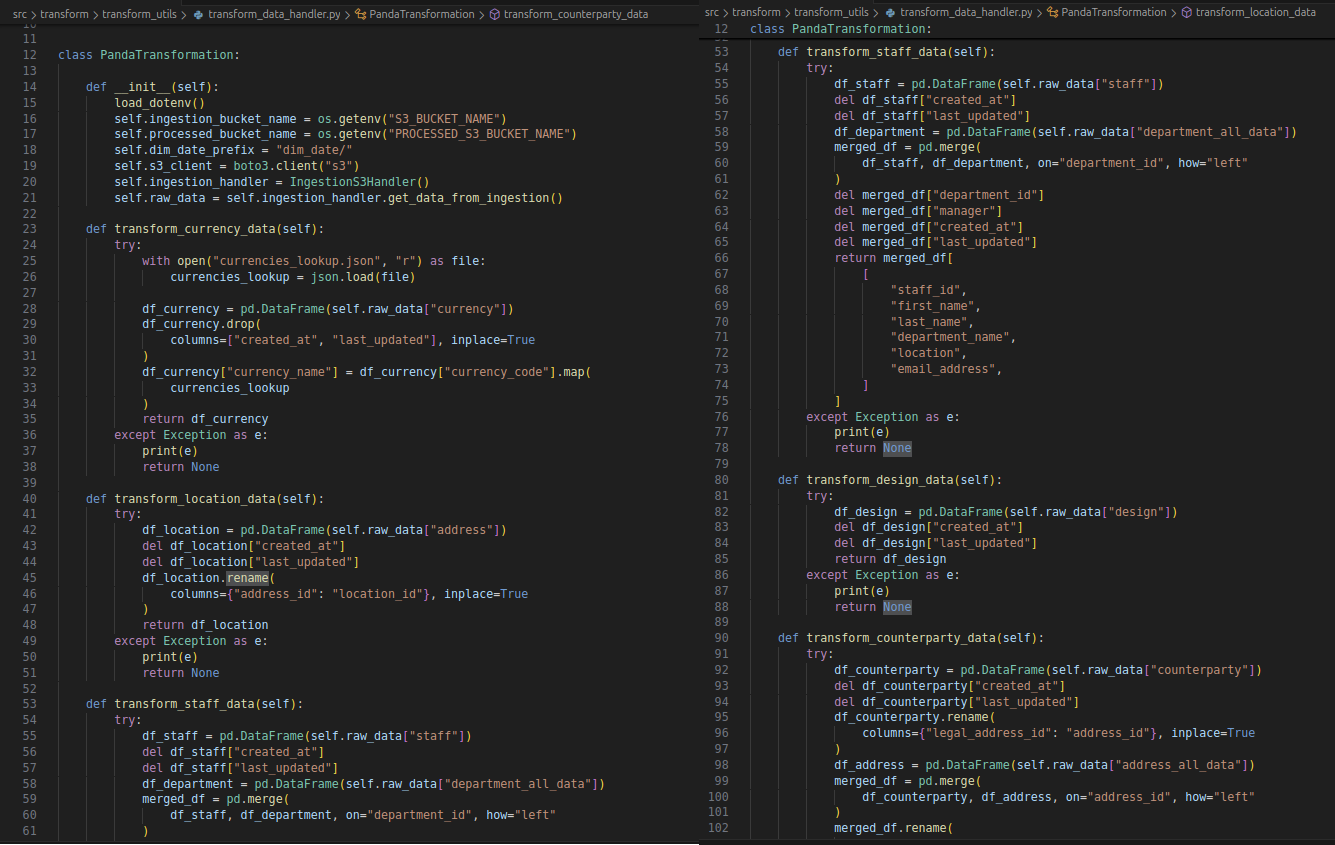 src > transform > transform_utils > transform_data_handler.py > PandaTransformation > transform_counterparty_data
11
12 class PandaTransformation:
13
14     def __init__(self):
15         load_dotenv()
16         self.ingestion_bucket_name = os.getenv("S3_BUCKET_NAME")
17         self.processed_bucket_name = os.getenv("PROCESSED_S3_BUCKET_NAME")
18         self.dim_date_prefix = "dim_date/"
19         self.s3_client = boto3.client("s3")
20         self.ingestion_handler = IngestionS3Handler()
21         self.raw_data = self.ingestion_handler.get_data_from_ingestion()
22
23     def transform_currency_data(self):
24         try:
25             with open("currencies_lookup.json", "r") as file:
26                 currencies_lookup = json.load(file)
27
28             df_currency = pd.DataFrame(self.raw_data["currency"])
29             df_currency.drop(
30                 columns=["created_at", "last_updated"], inplace=True
31             )
32             df_currency["currency_name"] = df_currency["currency_code"].map(
33                 currencies_lookup
34             )
35             return df_currency
36         except Exception as e:
37             print(e)
38             return None
39
40     def transform_location_data(self):
41         try:
42             df_location = pd.DataFrame(self.raw_data["address"])
43             del df_location["created_at"]
44             del df_location["last_updated"]
45             df_location.rename(
46                 columns={"address_id": "location_id"}, inplace=True
47             )
48             return df_location
49         except Exception as e:
50             print(e)
51             return None
52
53     def transform_staff_data(self):
54         try:
55             df_staff = pd.DataFrame(self.raw_data["staff"])
56             del df_staff["created_at"]
57             del df_staff["last_updated"]
58             df_department = pd.DataFrame(self.raw_data["department_all_data"])
59             merged_df = pd.merge(
60                 df_staff, df_department, on="department_id", how="left"
61             )
src > transform > transform_utils > transform_data_handler.py > PandaTransformation > transform_location_data
12 class PandaTransformation:
53     def transform_staff_data(self):
54         try:
55             df_staff = pd.DataFrame(self.raw_data["staff"])
56             del df_staff["created_at"]
57             del df_staff["last_updated"]
58             df_department = pd.DataFrame(self.raw_data["department_all_data"])
59             merged_df = pd.merge(
60                 df_staff, df_department, on="department_id", how="left"
61             )
62             del merged_df["department_id"]
63             del merged_df["manager"]
64             del merged_df["created_at"]
65             del merged_df["last_updated"]
66             return merged_df[
67                 [
68                     "staff_id",
69                     "first_name",
70                     "last_name",
71                     "department_name",
72                     "location",
73                     "email_address",
74                 ]
75             ]
76         except Exception as e:
77             print(e)
78             return None
79
80     def transform_design_data(self):
81         try:
82             df_design = pd.DataFrame(self.raw_data["design"])
83             del df_design["created_at"]
84             del df_design["last_updated"]
85             return df_design
86         except Exception as e:
87             print(e)
88             return None
89
90     def transform_counterparty_data(self):
91         try:
92             df_counterparty = pd.DataFrame(self.raw_data["counterparty"])
93             del df_counterparty["created_at"]
94             del df_counterparty["last_updated"]
95             df_counterparty.rename(
96                 columns={"legal_address_id": "address_id"}, inplace=True
97             )
98             df_address = pd.DataFrame(self.raw_data["address_all_data"])
99             merged_df = pd.merge(
100                 df_counterparty, df_address, on="address_id", how="left"
101             )
102             merged_df.rename(